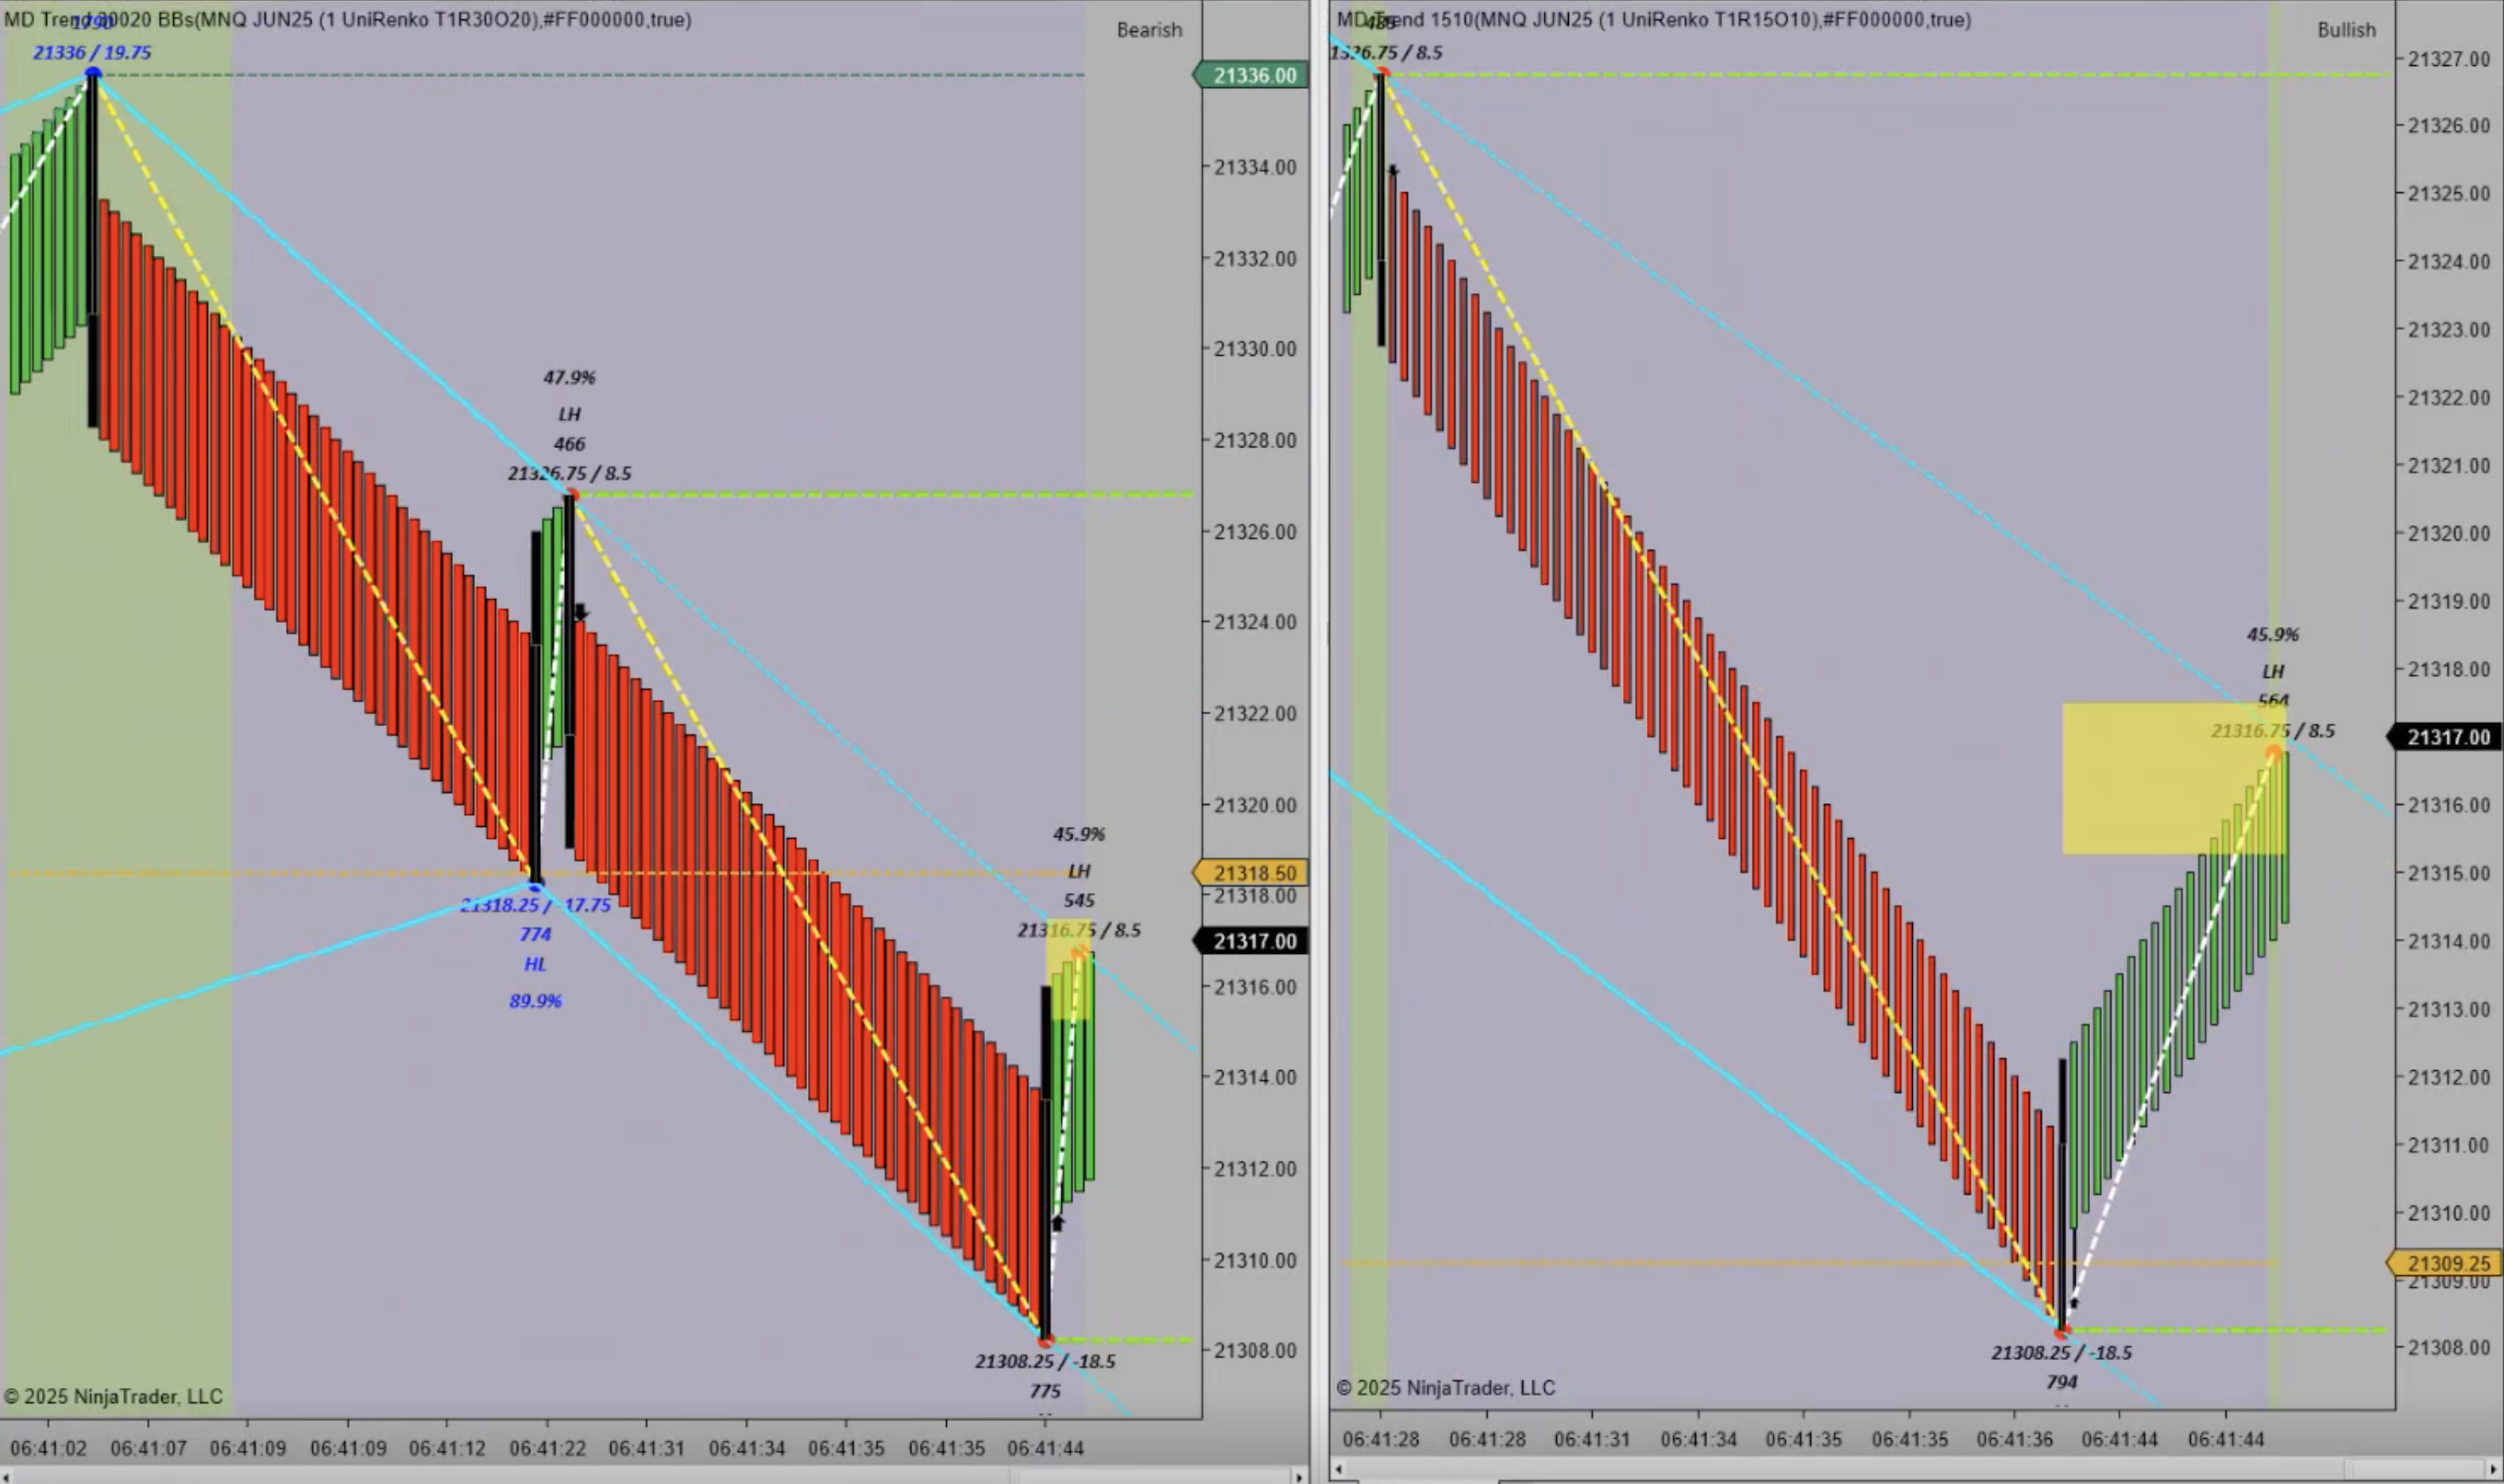 MD Trend 30020 BBs(MNQ JUN25 (1 UniRenko T1R30O20),#FF000000,true)
Bearish
1790
21336 / 19.75
21336.00
21334.00
21332.00
21330.00
21328.00
21326.00
21324.00
21322.00
21320.00
21318.50
21318.00
21317.00
21316.00
21314.00
21312.00
21310.00
21308.00
47.9%
LH
466
21326.75 / 8.5
21318.25 / -17.75
774
HL
89.9%
45.9%
LH
545
21316.75 / 8.5
21308.25 / -18.5
775
© 2025 NinjaTrader, LLC
06:41:02 06:41:07 06:41:09 06:41:09 06:41:12 06:41:22 06:41:31 06:41:34 06:41:35 06:41:35 06:41:44
MD Trend 1510(MNQ JUN25 (1 UniRenko T1R15O10),#FF000000,true)
Bullish
485
1326.75 / 8.5
21327.00
21326.00
21325.00
21324.00
21323.00
21322.00
21321.00
21320.00
21319.00
21318.00
21317.00
21316.00
21315.00
21314.00
21313.00
21312.00
21311.00
21310.00
21309.25
21309.00
21308.00
45.9%
LH
564
21316.75 / 8.5
21308.25 / -18.5
794
© 2025 NinjaTrader, LLC
06:41:28 06:41:28 06:41:31 06:41:34 06:41:35 06:41:35 06:41:36 06:41:44 06:41:44